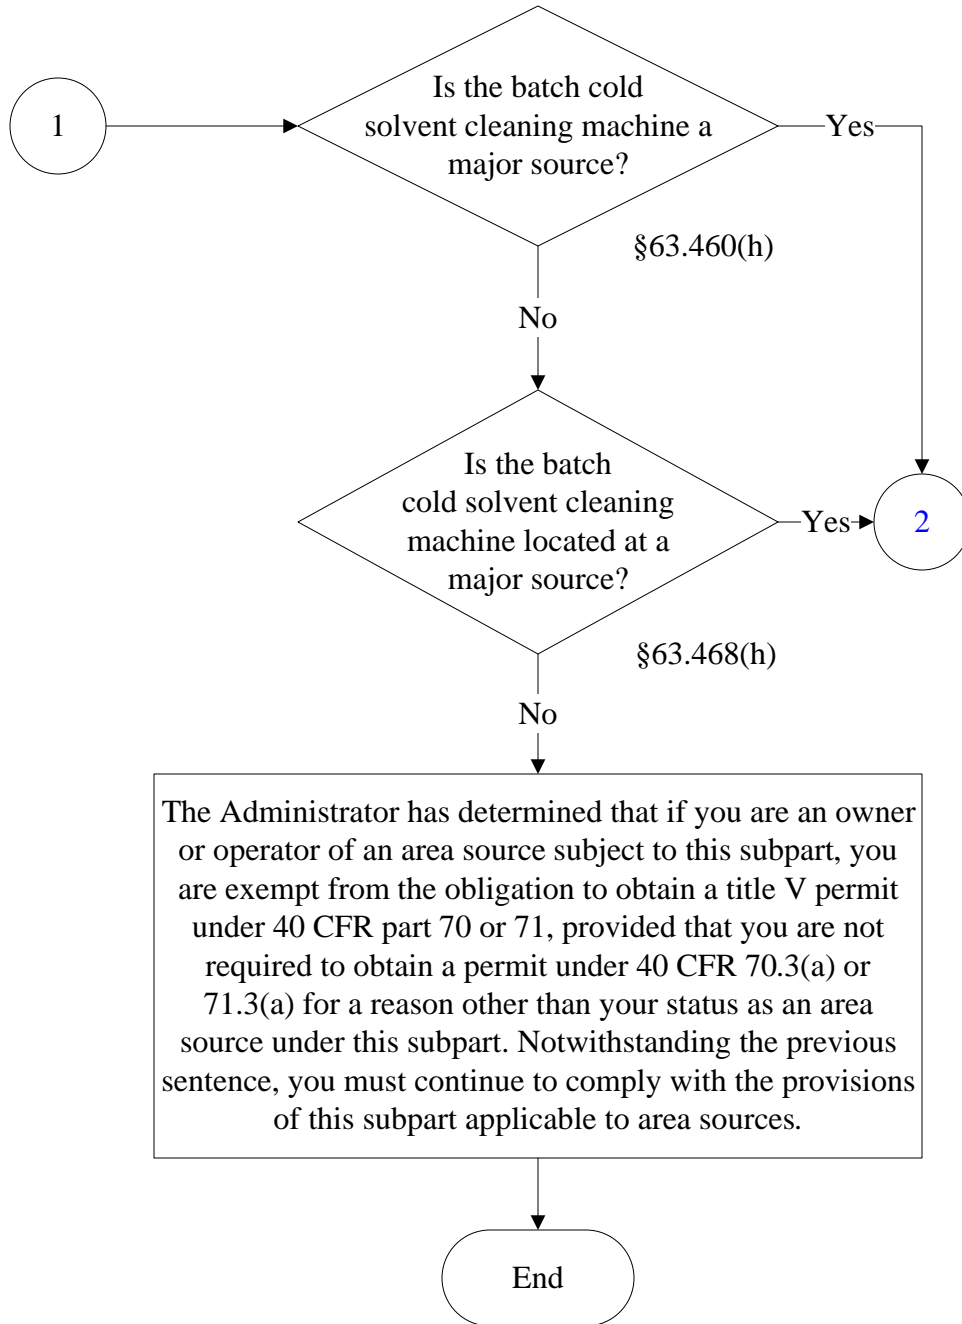 1
Is the batch cold
solvent cleaning machine a
major source?
Yes
§63.460(h)
No
Is the batch
cold solvent cleaning
machine located at a
major source?
Yes
2
§63.468(h)
No
The Administrator has determined that if you are an owner
or operator of an area source subject to this subpart, you
are exempt from the obligation to obtain a title V permit
under 40 CFR part 70 or 71, provided that you are not
required to obtain a permit under 40 CFR 70.3(a) or
71.3(a) for a reason other than your status as an area
source under this subpart. Notwithstanding the previous
sentence, you must continue to comply with the provisions
of this subpart applicable to area sources.
End